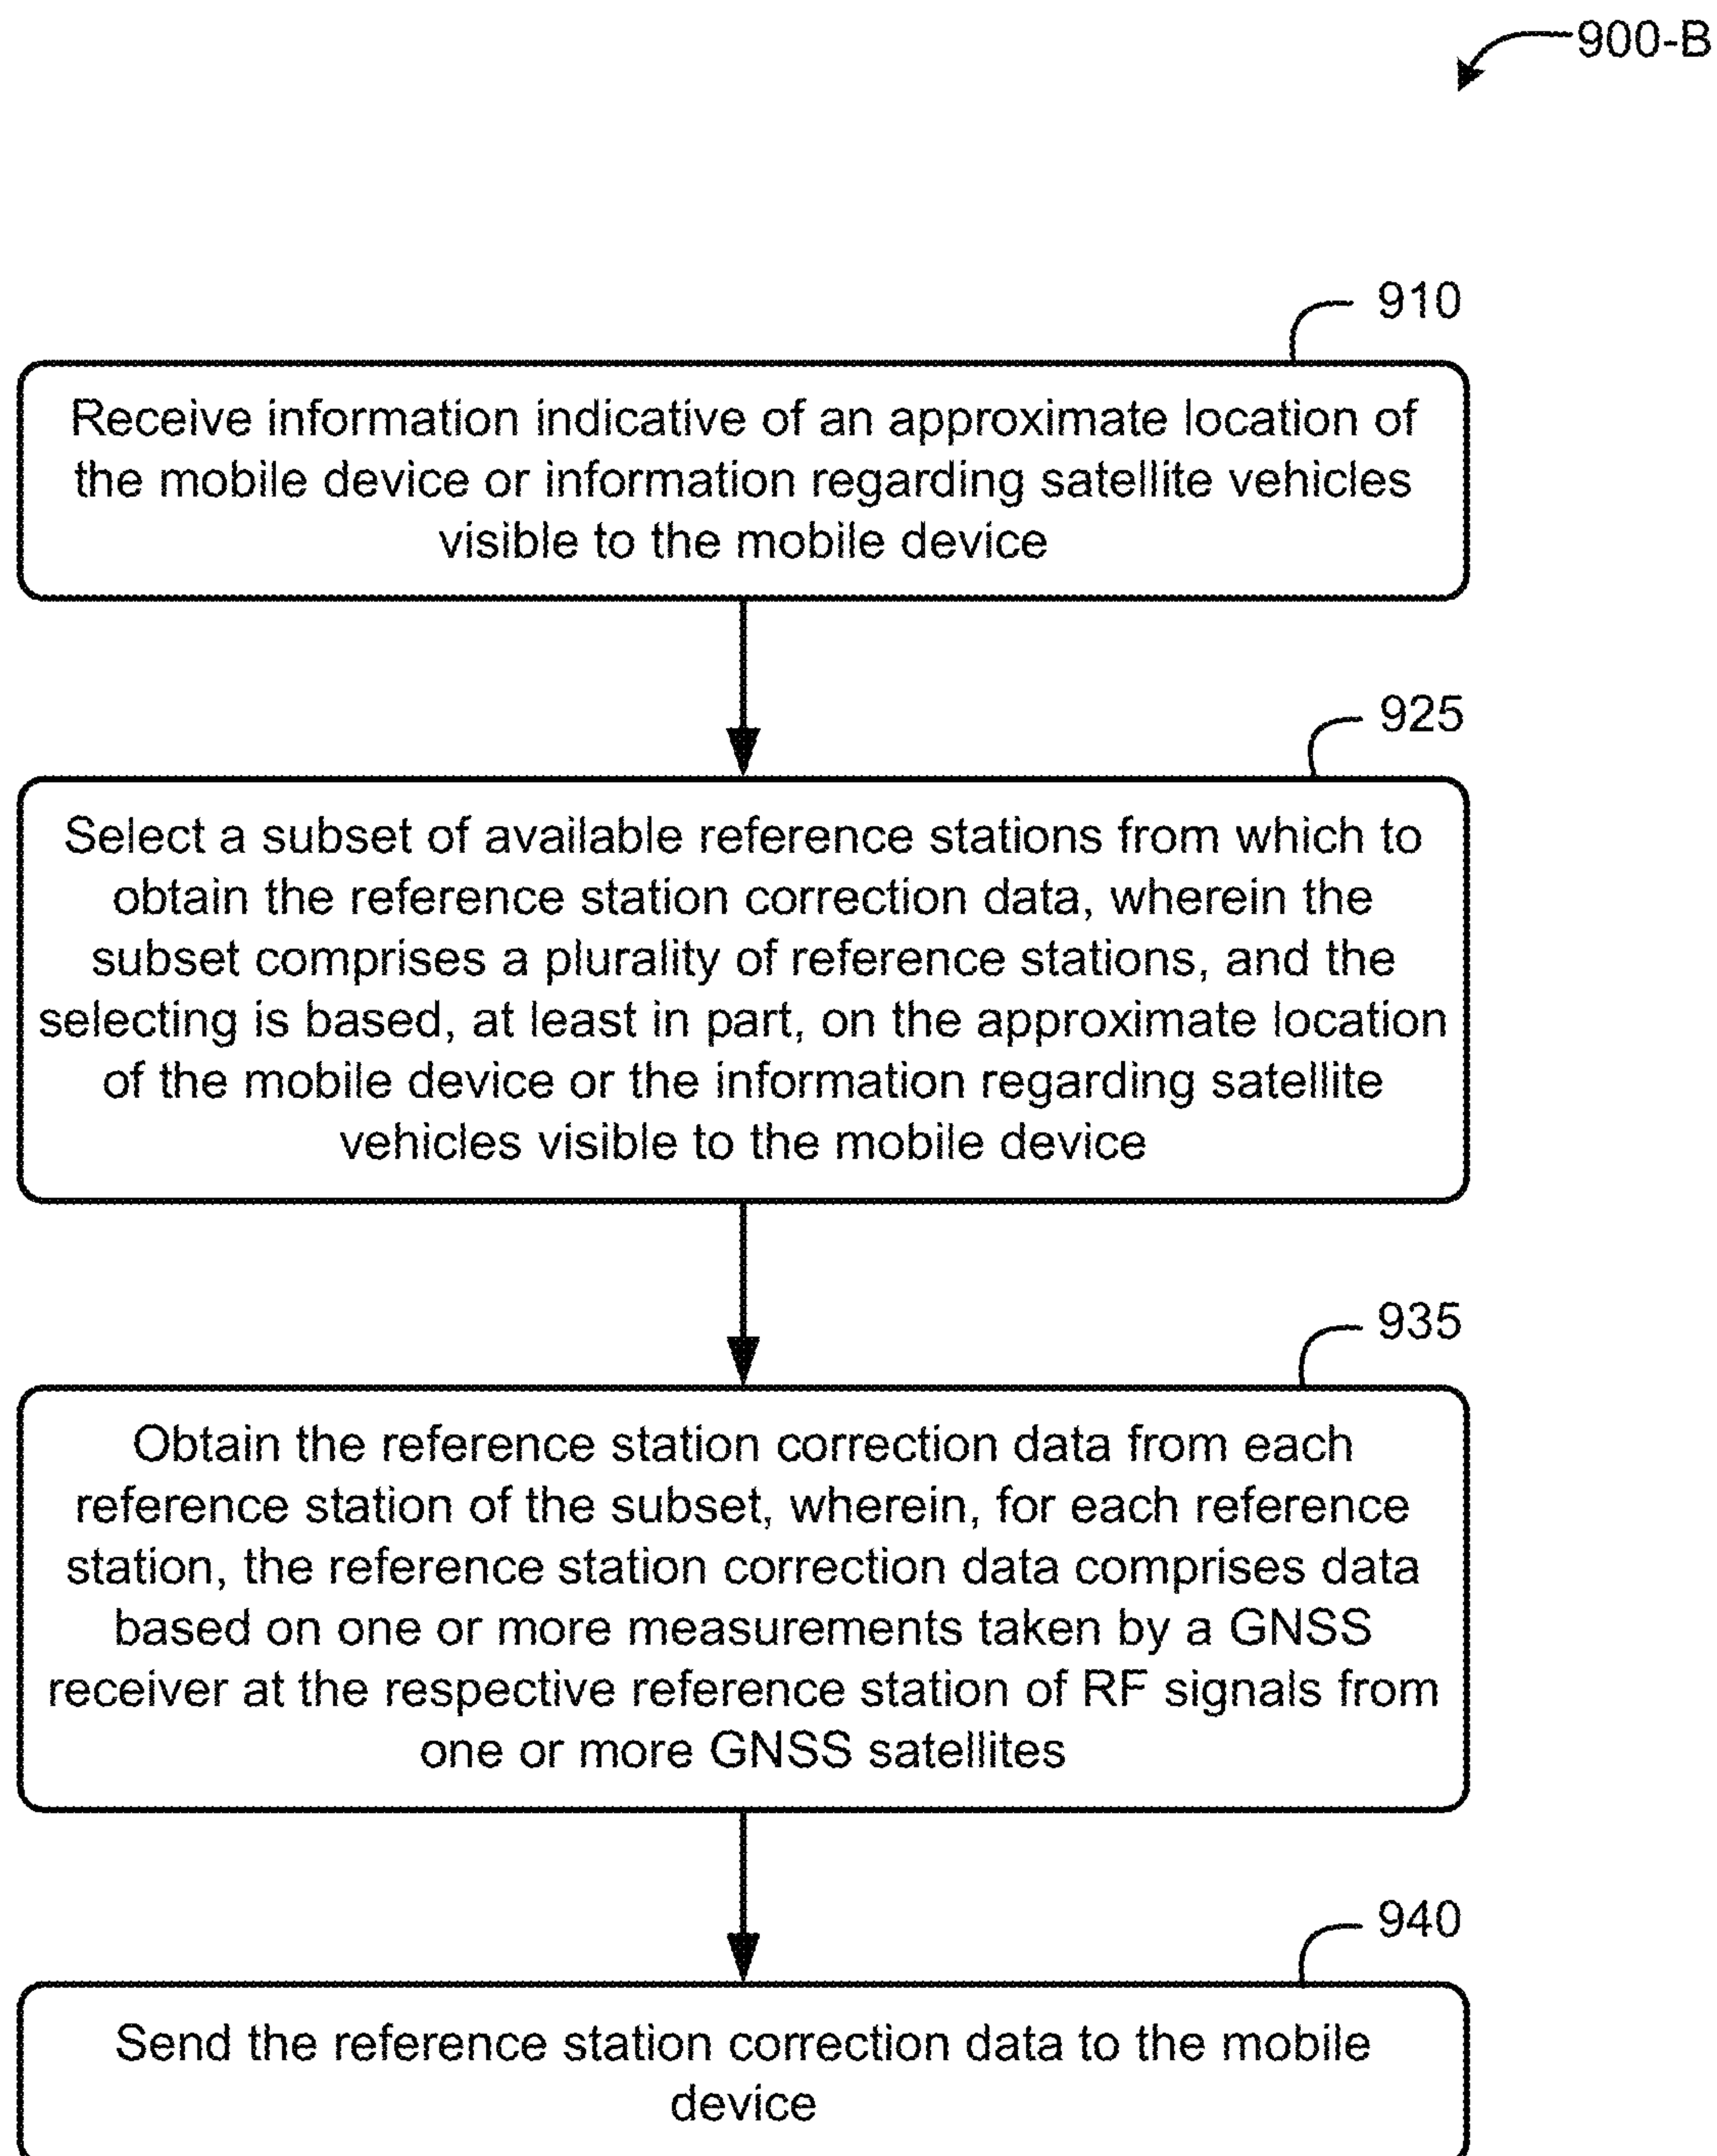 900-B
910
Receive information indicative of an approximate location of
the mobile device or information regarding satellite vehicles
visible to the mobile device
925
Select a subset of available reference stations from which to
obtain the reference station correction data, wherein the
subset comprises a plurality of reference stations, and the
selecting is based, at least in part, on the approximate location
of the mobile device or the information regarding satellite
vehicles visible to the mobile device
935
Obtain the reference station correction data from each
reference station of the subset, wherein, for each reference
station, the reference station correction data comprises data
based on one or more measurements taken by a GNSS
receiver at the respective reference station of RF signals from
one or more GNSS satellites
940
Send the reference station correction data to the mobile
device